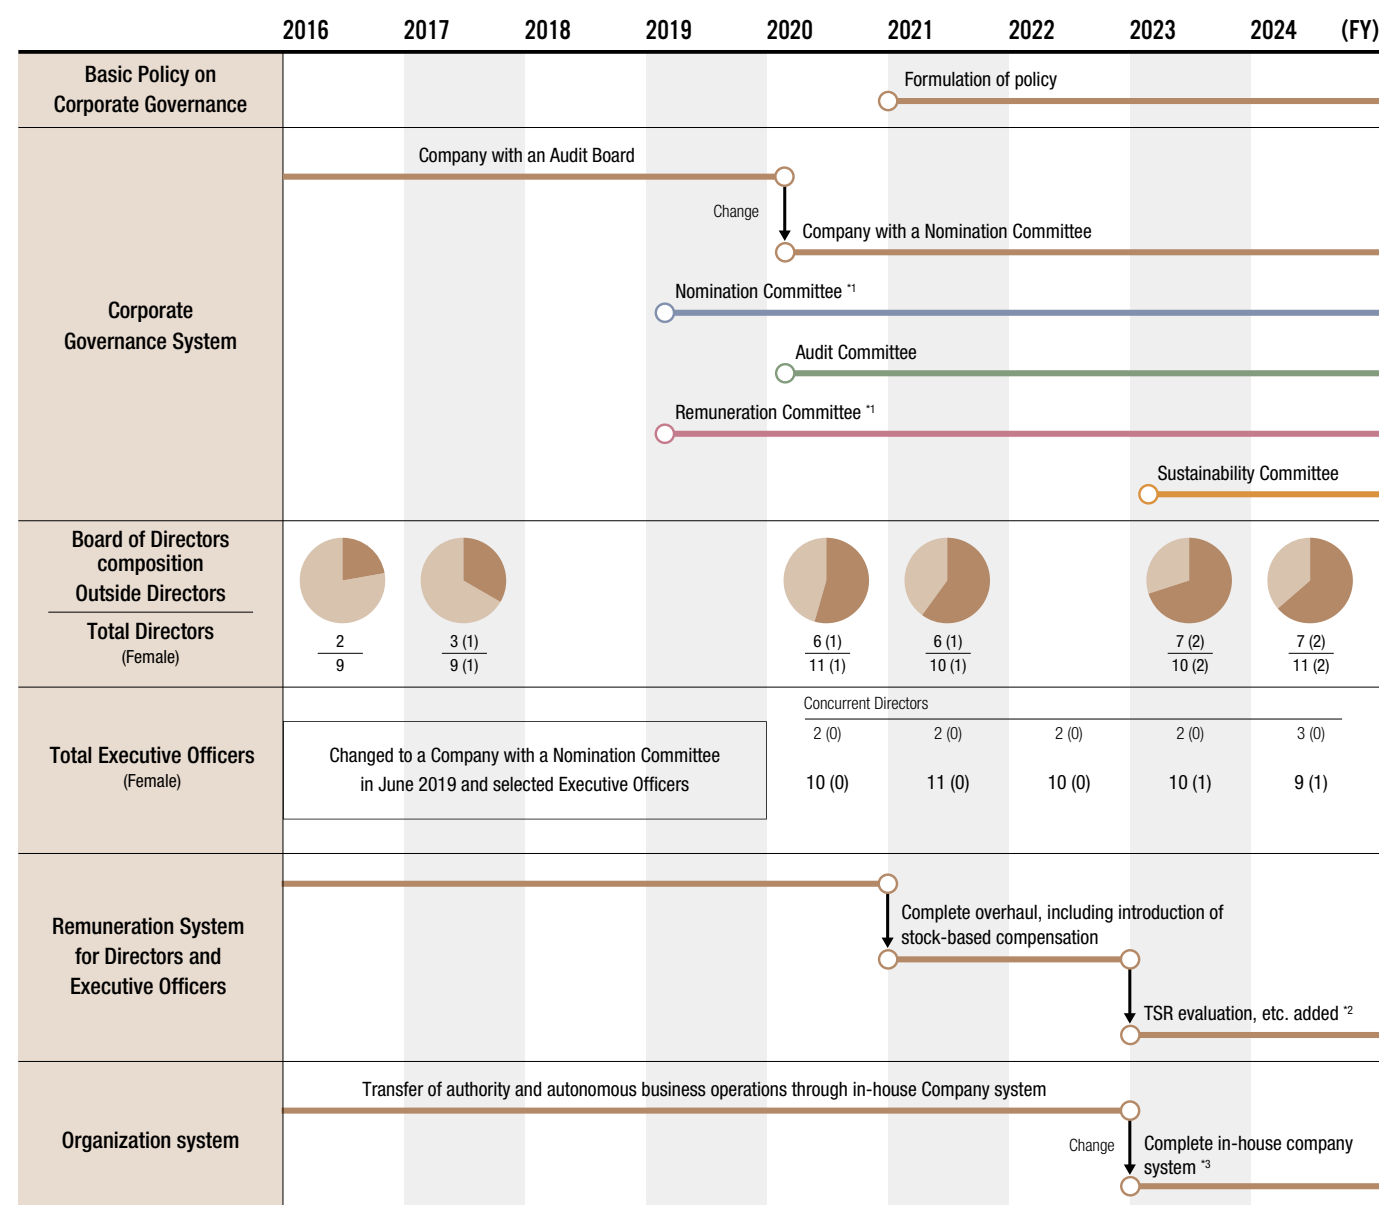 2016 2017 2018 2019 2020 2021 2022 2023 2024 (FY)
Basic Policy on
Corporate Governance
Formulation of policy
Corporate
Governance System
Company with an Audit Board
Change
Company with a Nomination Committee
Nomination Committee *1
Audit Committee
Remuneration Committee *1
Sustainability Committee
Board of Directors
composition
Outside Directors
Total Directors
(Female)
2 3 (1) 6 (1) 6 (1) 7 (2) 7 (2)
9 9 (1) 11 (1) 10 (1) 10 (2) 11 (2)
Total Executive Officers
(Female)
Changed to a Company with a Nomination Committee
in June 2019 and selected Executive Officers
Concurrent Directors
2 (0) 2 (0) 2 (0) 2 (0) 3 (0)
10 (0) 11 (0) 10 (0) 10 (1) 9 (1)
Remuneration System
for Directors and
Executive Officers
Complete overhaul, including introduction of
stock-based compensation
TSR evaluation, etc. added *2
Organization system
Transfer of authority and autonomous business operations through in-house Company system
Change
Complete in-house company
system *3